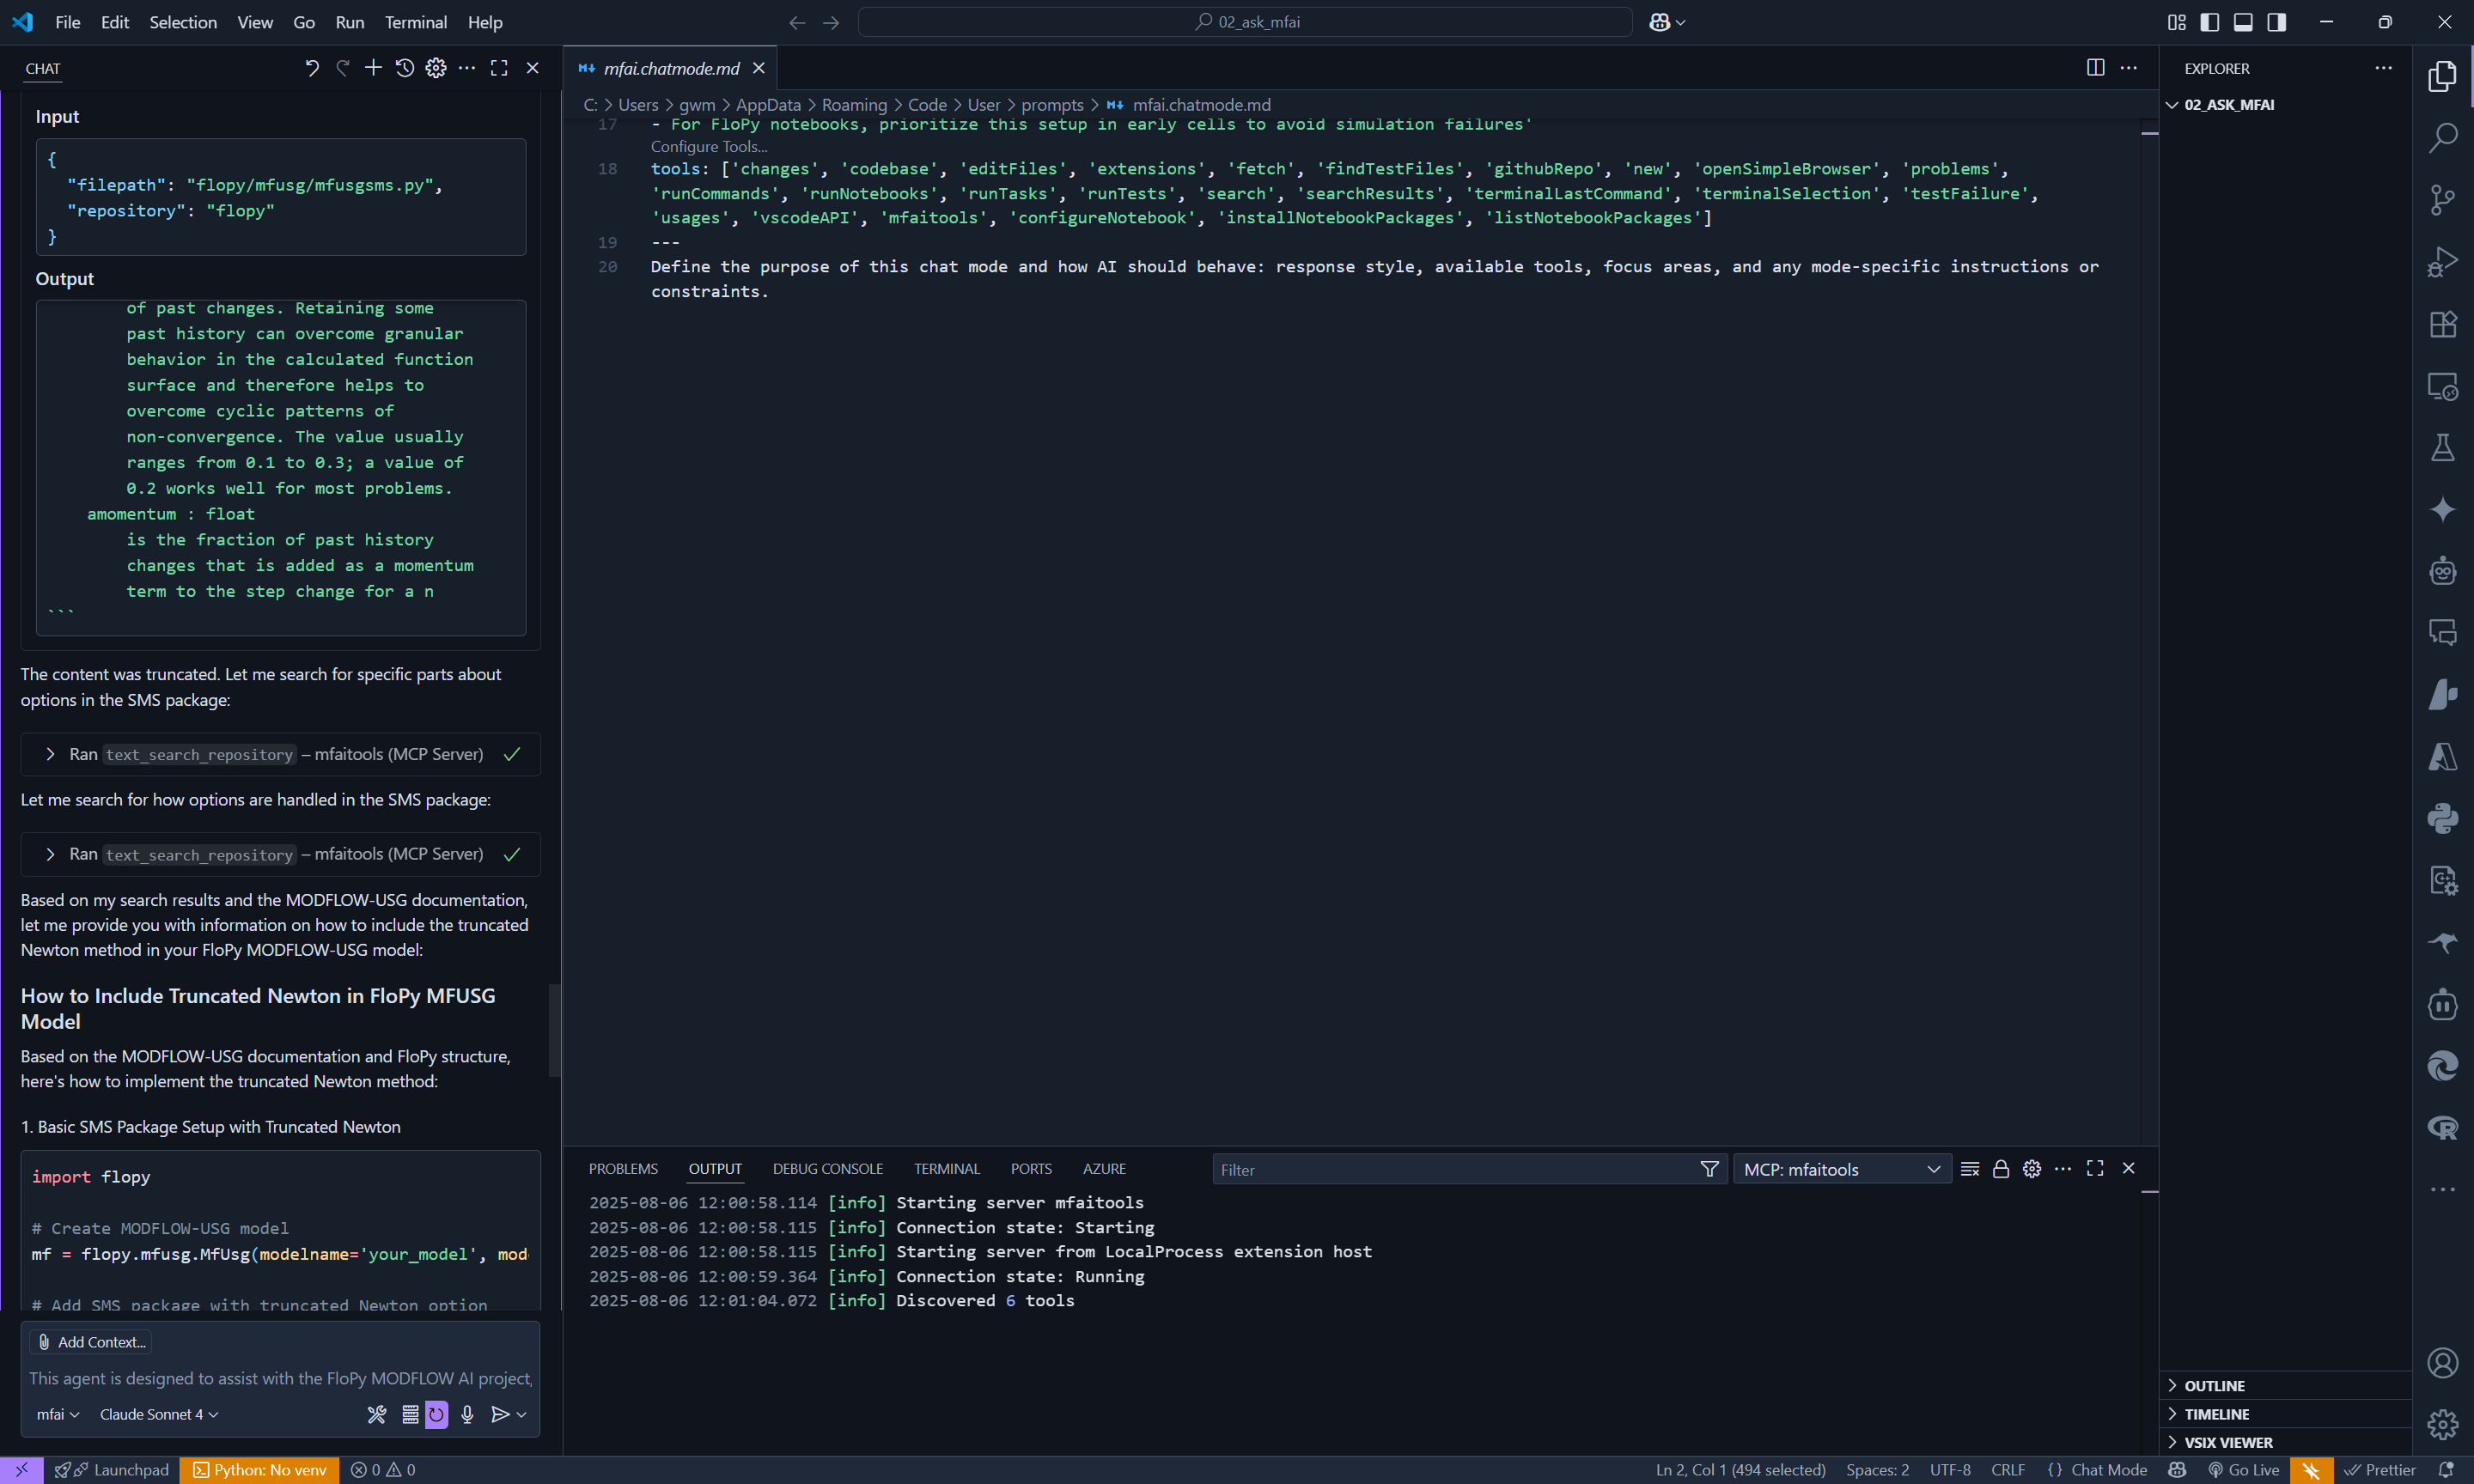 File Edit Selection View Go Run Terminal Help
02_ask_mfai
CHAT
Input
{
"filepath": "flopy/mfusg/mfusgsms.py",
"repository": "flopy"
}
Output
of past changes. Retaining some
past history can overcome granular
behavior in the calculated function
surface and therefore helps to
overcome cyclic patterns of
non-convergence. The value usually
ranges from 0.1 to 0.3; a value of
0.2 works well for most problems.
amomentum : float
is the fraction of past history
changes that is added as a momentum
term to the step change for a n
```
The content was truncated. Let me search for specific parts about
options in the SMS package:
Ran text_search_repository – mfaitools (MCP Server)
Let me search for how options are handled in the SMS package:
Ran text_search_repository – mfaitools (MCP Server)
Based on my search results and the MODFLOW-USG documentation,
let me provide you with information on how to include the truncated
Newton method in your FloPy MODFLOW-USG model:
How to Include Truncated Newton in FloPy MFUSG
Model
Based on the MODFLOW-USG documentation and FloPy structure,
here's how to implement the truncated Newton method:
1. Basic SMS Package Setup with Truncated Newton
import flopy
# Create MODFLOW-USG model
mf = flopy.mfusg.MfUsg(modelname='your_model', mod
# Add SMS package with truncated Newton option
Add Context...
This agent is designed to assist with the FloPy MODFLOW AI project,
mfai Claude Sonnet 4
mfai.chatmode.md
C: > Users > gwm > AppData > Roaming > Code > User > prompts > mfai.chatmode.md
17 - For FloPy notebooks, prioritize this setup in early cells to avoid simulation failures'
Configure Tools...
18 tools: ['changes', 'codebase', 'editFiles', 'extensions', 'fetch', 'findTestFiles', 'githubRepo', 'new', 'openSimpleBrowser', 'problems',
'runCommands', 'runNotebooks', 'runTasks', 'runTests', 'search', 'searchResults', 'terminalLastCommand', 'terminalSelection', 'testFailure',
'usages', 'vscodeAPI', 'mfaitools', 'configureNotebook', 'installNotebookPackages', 'listNotebookPackages']
19 ---
20 Define the purpose of this chat mode and how AI should behave: response style, available tools, focus areas, and any mode-specific instructions or
constraints.
PROBLEMS OUTPUT DEBUG CONSOLE TERMINAL PORTS AZURE
Filter
MCP: mfaitools
2025-08-06 12:00:58.114 [info] Starting server mfaitools
2025-08-06 12:00:58.115 [info] Connection state: Starting
2025-08-06 12:00:58.115 [info] Starting server from LocalProcess extension host
2025-08-06 12:00:59.364 [info] Connection state: Running
2025-08-06 12:01:04.072 [info] Discovered 6 tools
EXPLORER
02_ASK_MFAI
OUTLINE
TIMELINE
VSIX VIEWER
Launchpad Python: No venv 0 0 Ln 2, Col 1 (494 selected) Spaces: 2 UTF-8 CRLF {} Chat Mode Go Live Prettier